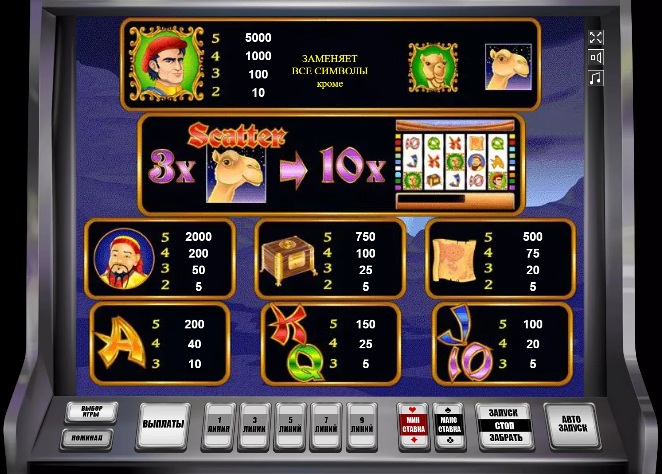 5 5000
4 1000
3 100
2 10
ЗАМЕНЯЕТ
ВСЕ СИМВОЛЫ
кроме
Scatter
3x 10x
5 2000
4 200
3 50
2 5
5 750
4 100
3 25
2 5
5 500
4 75
3 20
2 5
A
5 200
4 40
3 10
K
Q
5 150
4 25
3 5
J
10
5 100
4 20
3 5
ВЫБОР
ИГРЫ
НОМИНАЛ
ВЫПЛАТЫ
1
ЛИНИЯ
3
ЛИНИИ
5
ЛИНИЙ
7
ЛИНИЙ
9
ЛИНИЙ
МИН
СТАВКА
МАКС
СТАВКА
ЗАПУСК
СТОП
ЗАБРАТЬ
АВТО
ЗАПУСК